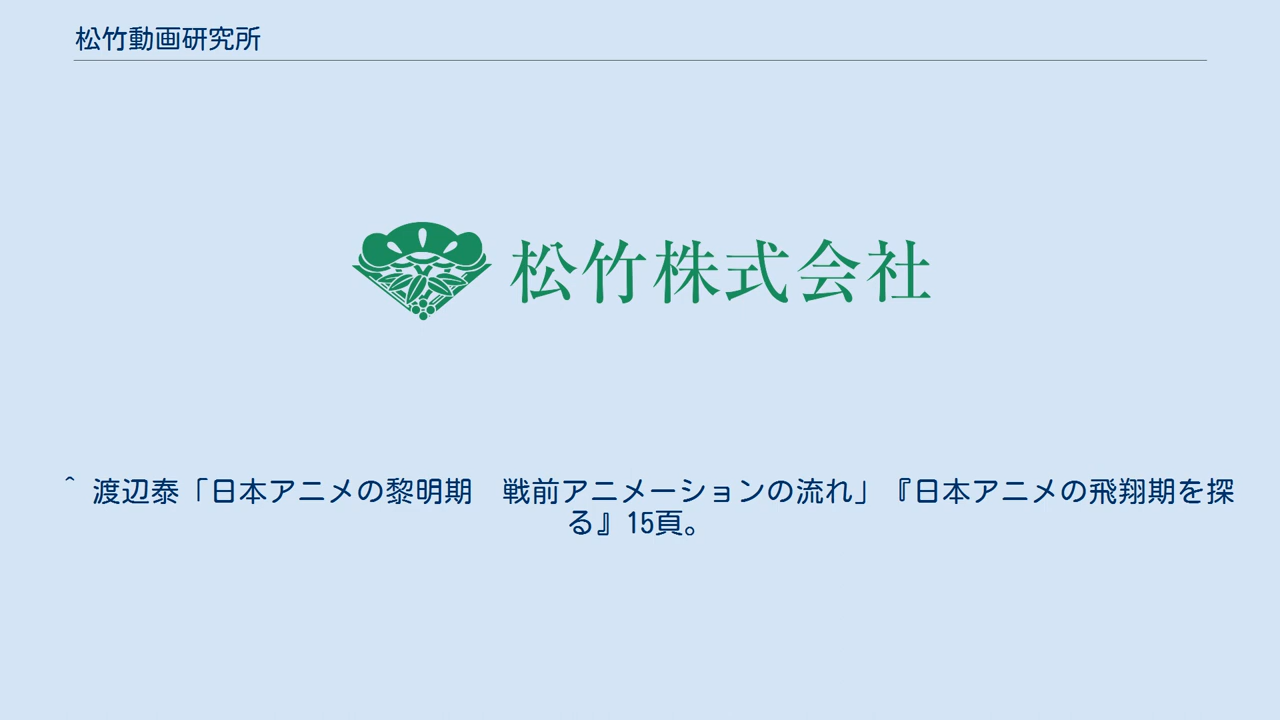 松竹動画研究所
松竹株式会社
^ 渡辺泰「日本アニメの黎明期　戦前アニメーションの流れ」『日本アニメの飛翔期を探
る』15頁。